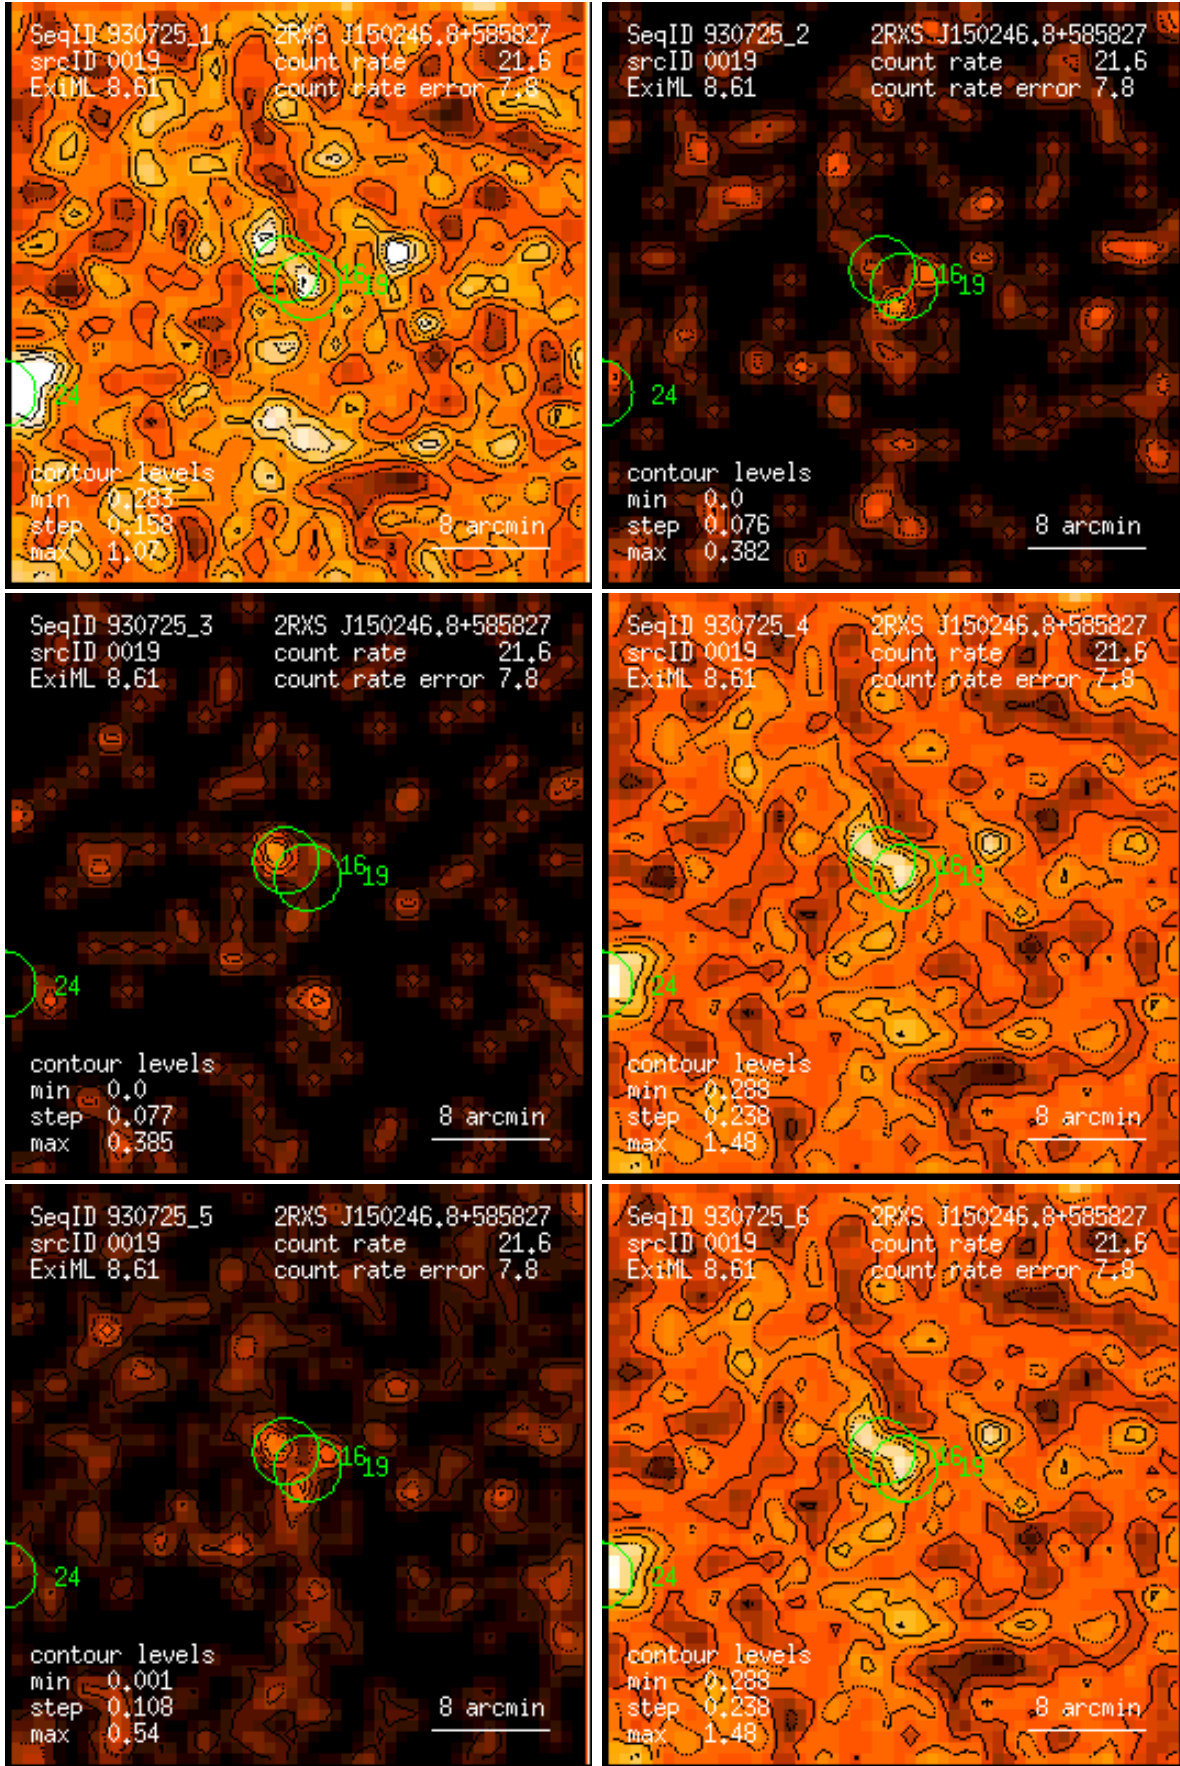 SeqID 930725_1 2RXS J150246.8+585827
srcID 0019 count rate 21.6
ExiML 8.61 count rate error 7.8
16 19
24
contour levels
min 0.283
step 0.158
max 1.07
8 arcmin
SeqID 930725_2 2RXS J150246.8+585827
srcID 0019 count rate 21.6
ExiML 8.61 count rate error 7.8
16 19
24
contour levels
min 0.0
step 0.076
max 0.382
8 arcmin
SeqID 930725_3 2RXS J150246.8+585827
srcID 0019 count rate 21.6
ExiML 8.61 count rate error 7.8
16 19
24
contour levels
min 0.0
step 0.077
max 0.385
8 arcmin
SeqID 930725_4 2RXS J150246.8+585827
srcID 0019 count rate 21.6
ExiML 8.61 count rate error 7.8
16 19
24
contour levels
min 0.288
step 0.238
max 1.48
8 arcmin
SeqID 930725_5 2RXS J150246.8+585827
srcID 0019 count rate 21.6
ExiML 8.61 count rate error 7.8
16 19
24
contour levels
min 0.001
step 0.108
max 0.54
8 arcmin
SeqID 930725_6 2RXS J150246.8+585827
srcID 0019 count rate 21.6
ExiML 8.61 count rate error 7.8
16 19
24
contour levels
min 0.288
step 0.238
max 1.48
8 arcmin